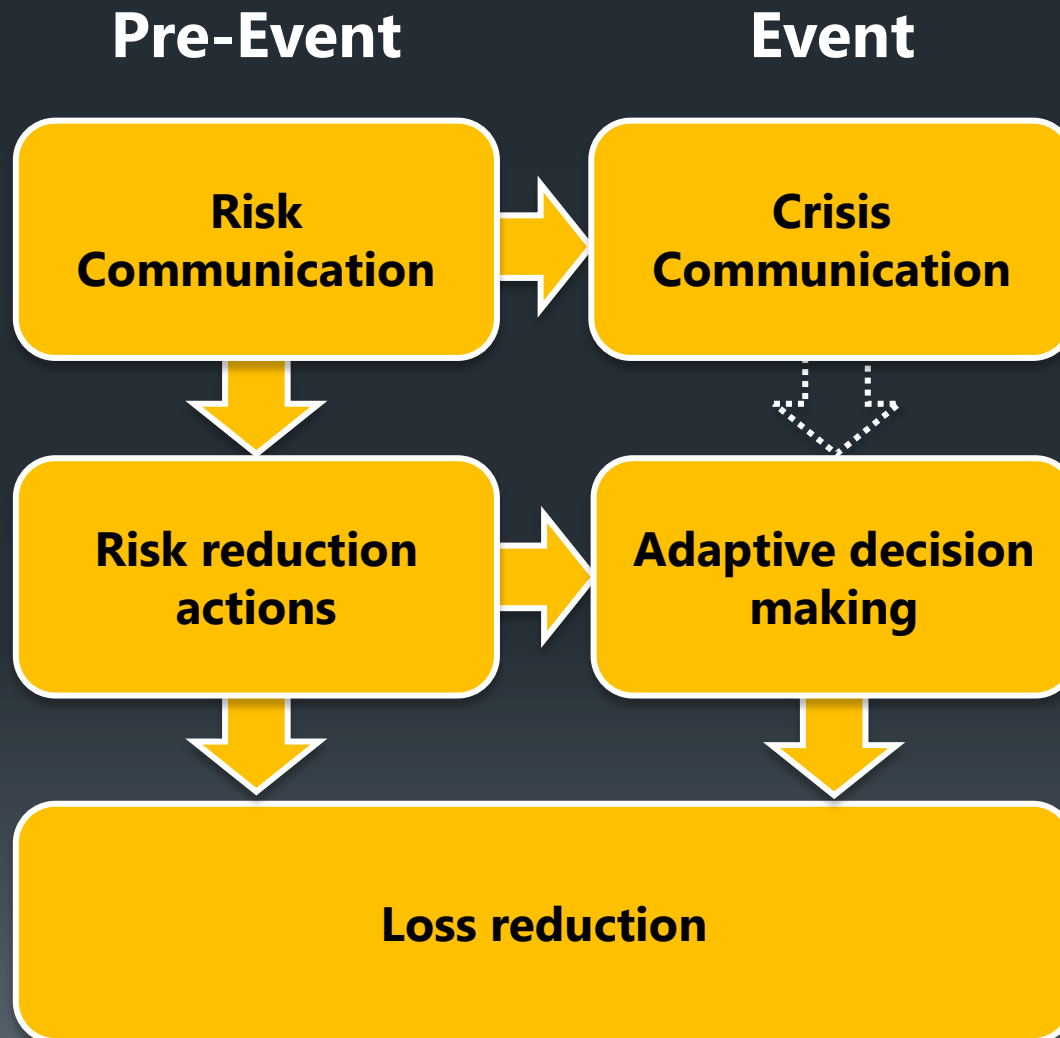 Pre-Event
Event
Risk
Communication
Crisis
Communication
Risk reduction
actions
Adaptive decision
making
Loss reduction